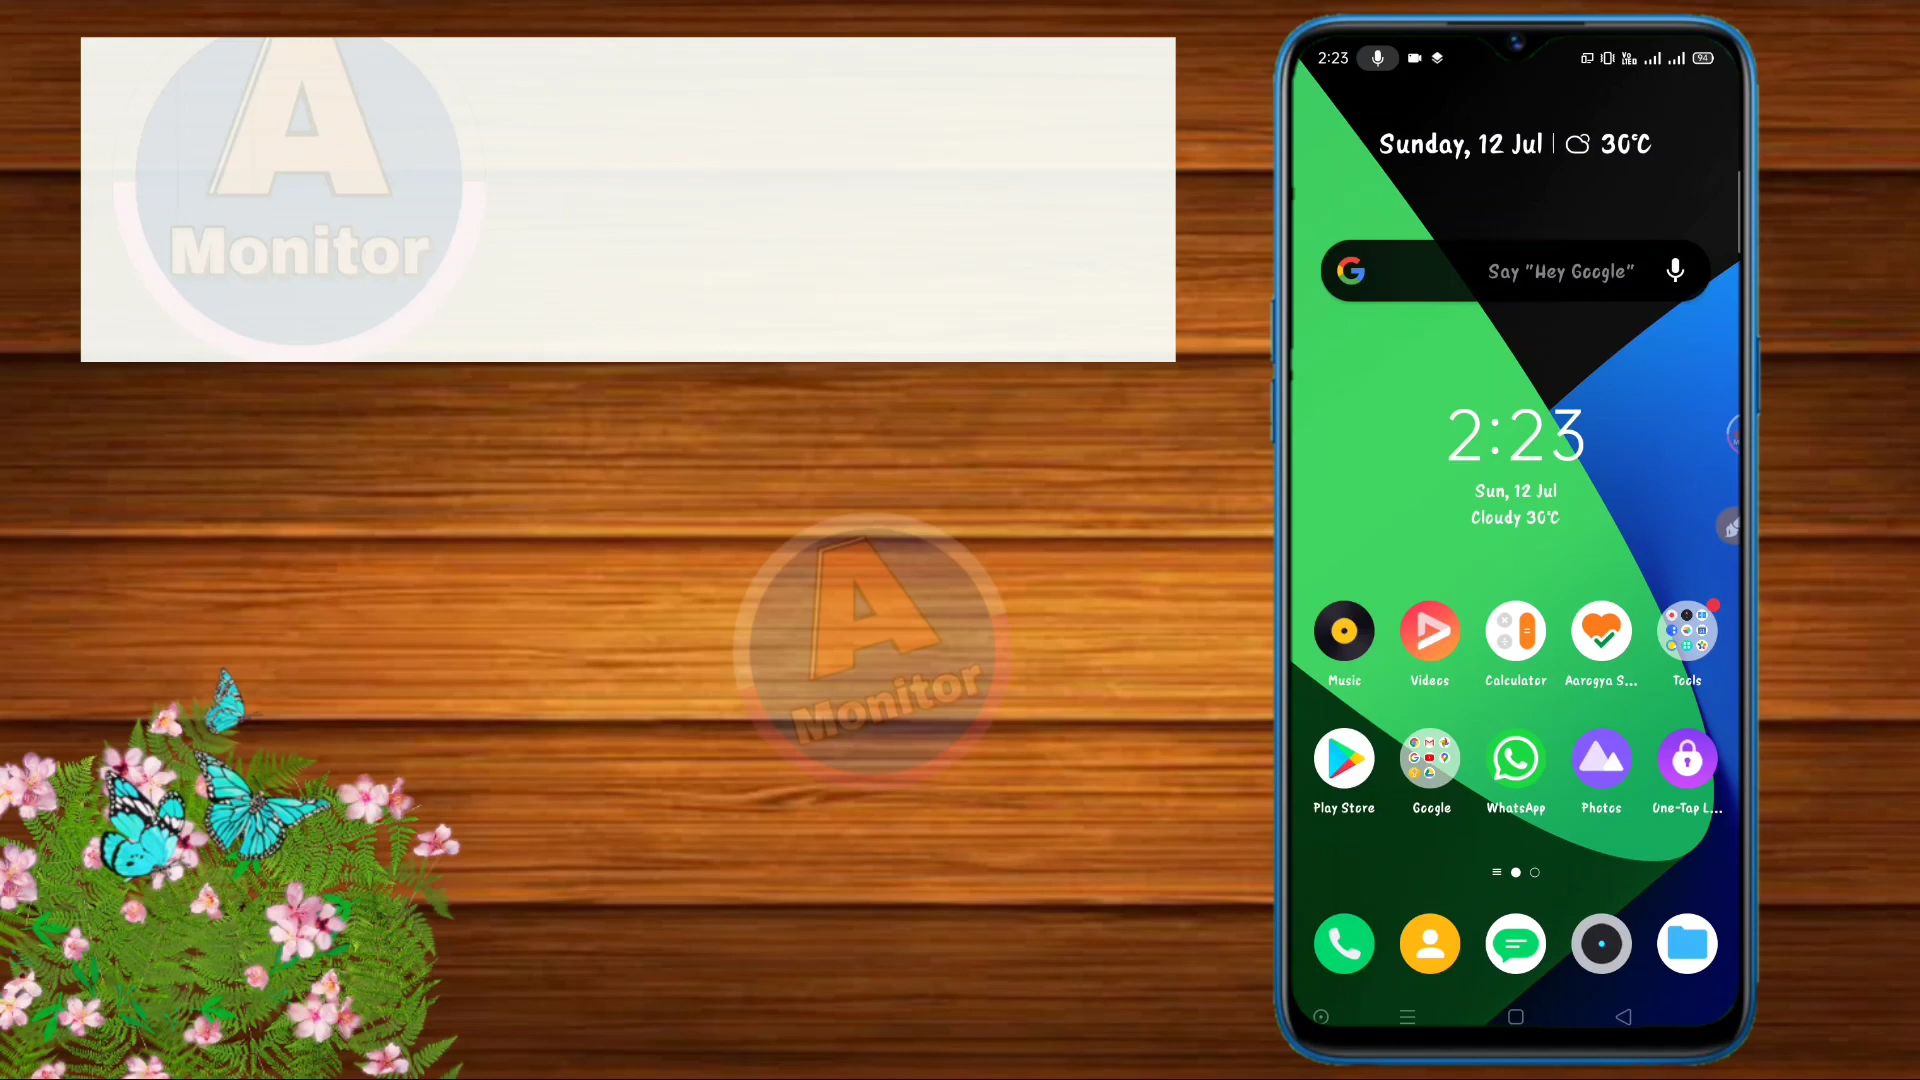 A
Monitor
A
Monitor
2:23
94
Sunday, 12 Jul | 30°C
Say "Hey Google"
2:23
Sun, 12 Jul
Cloudy 30°C
Music Videos Calculator Aarogya S... Tools
Play Store Google WhatsApp Photos One-Tap L...